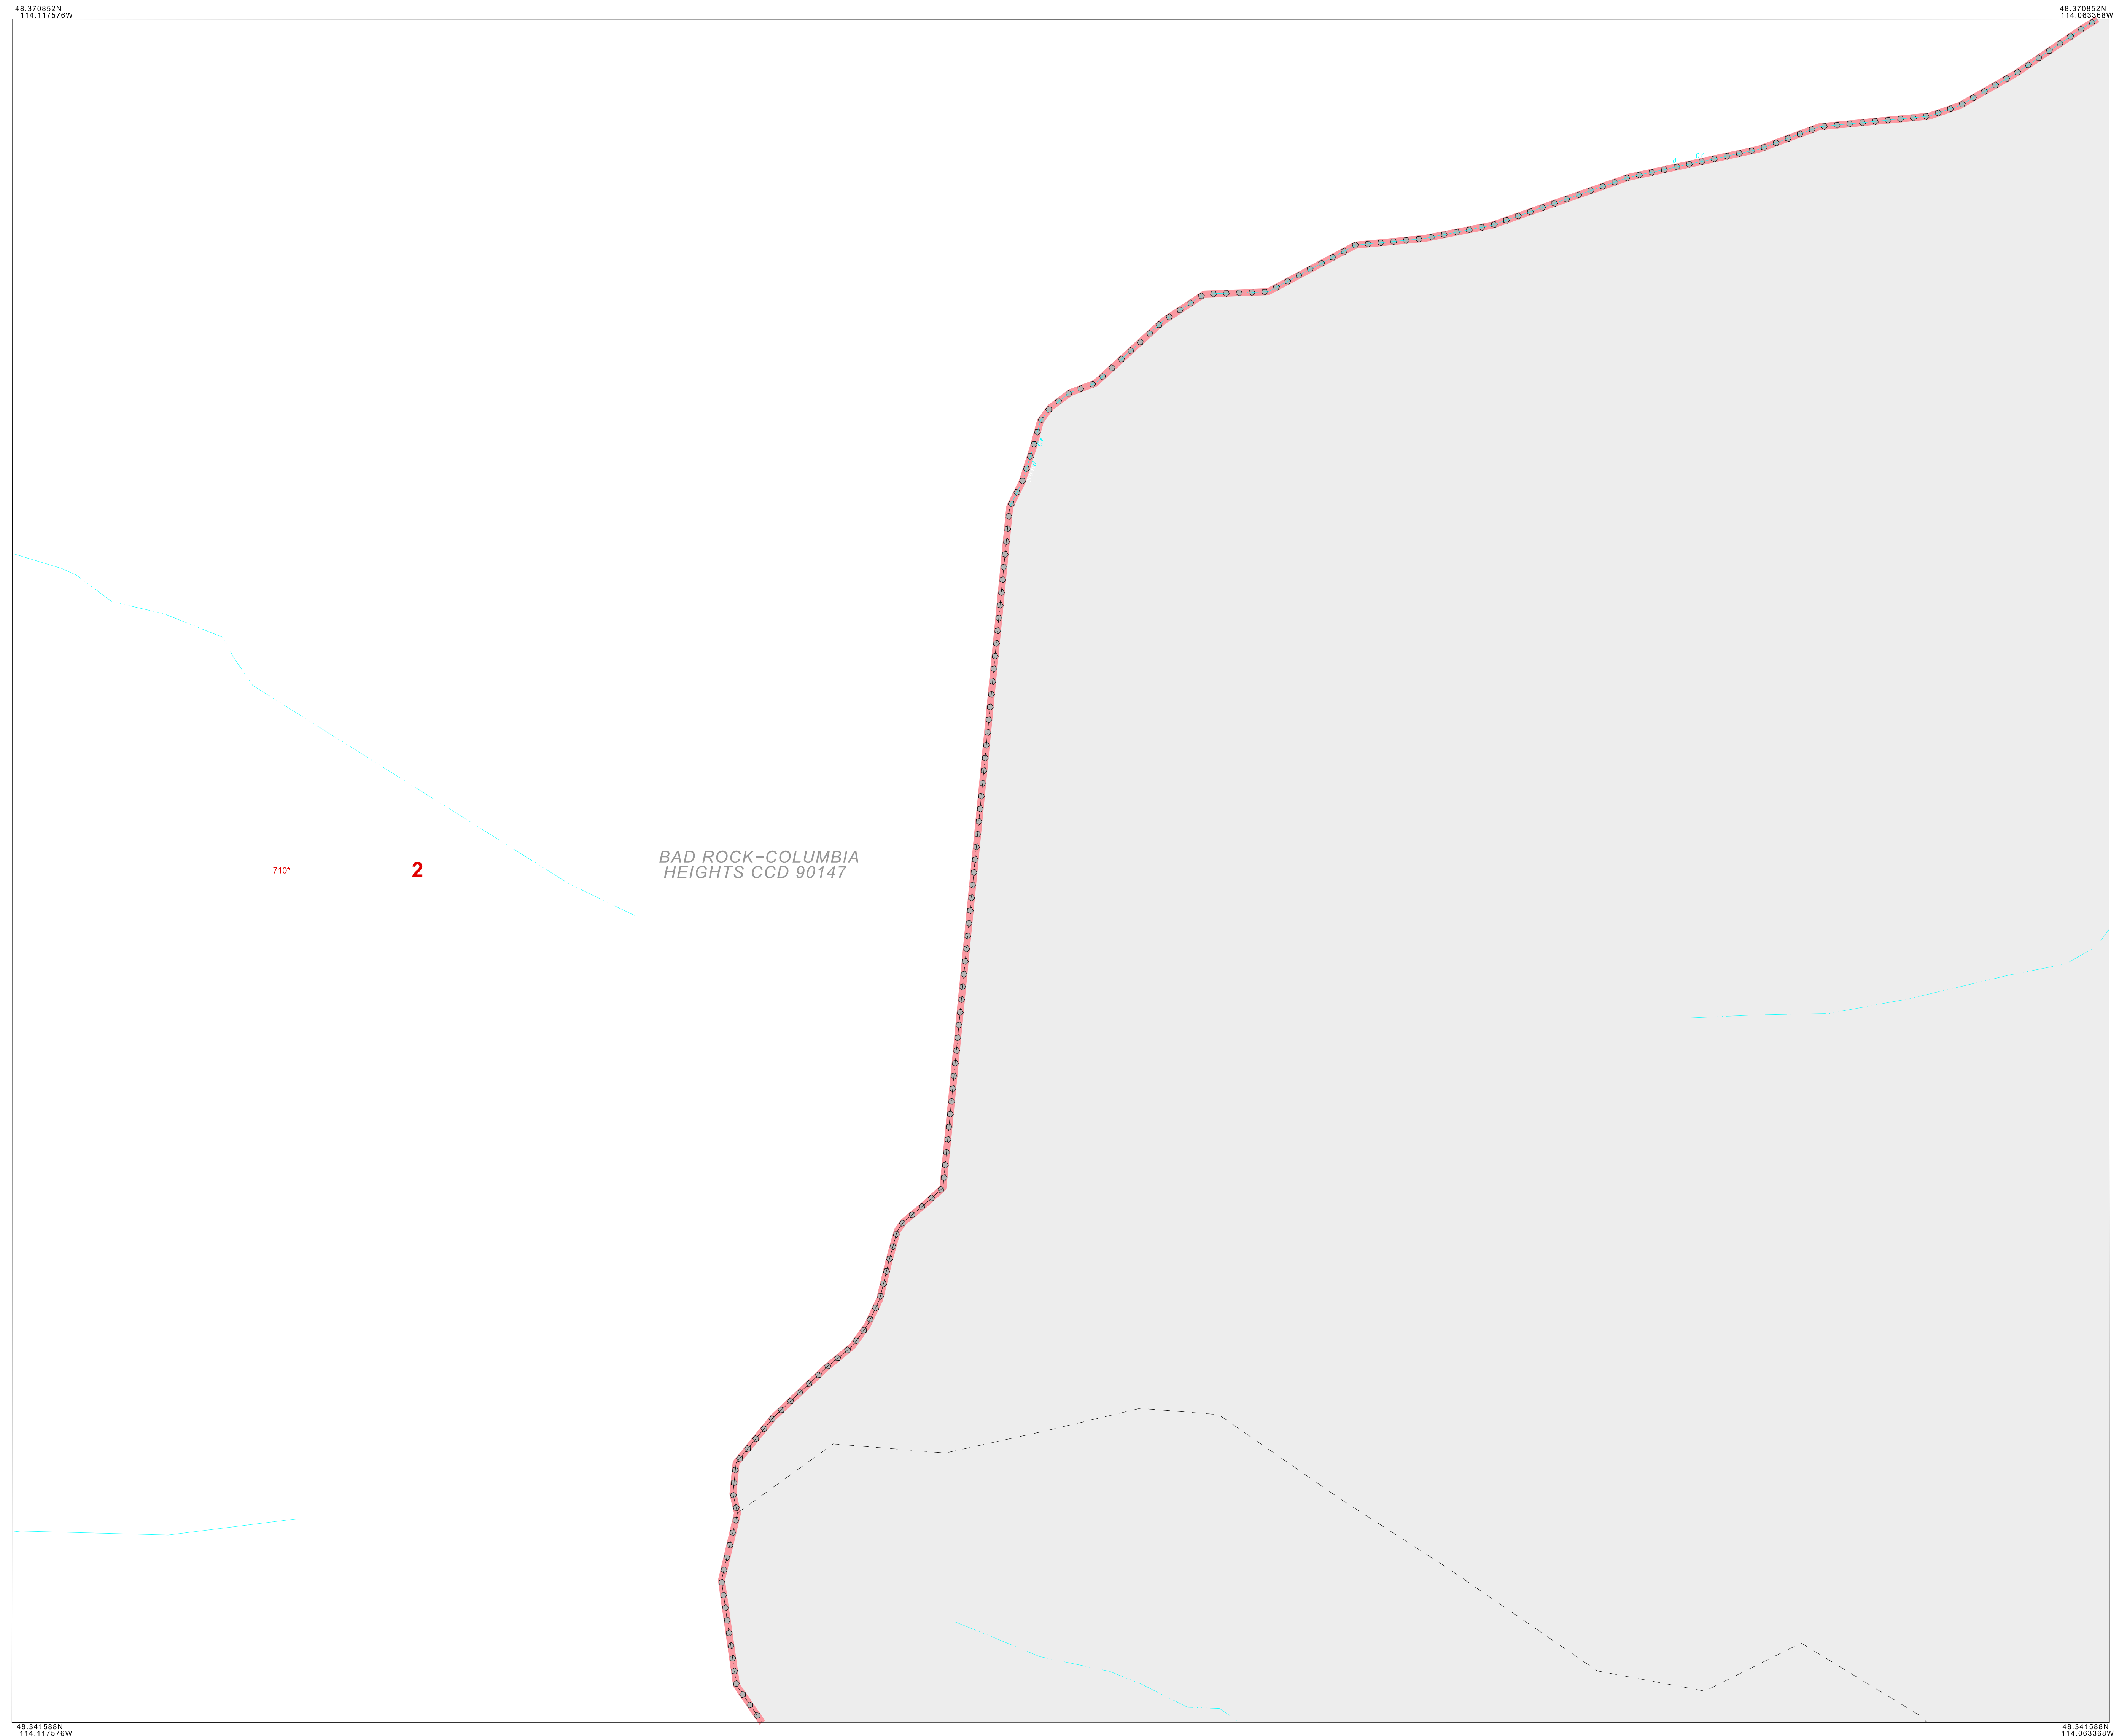 48.370852N
114.117576W
48.370852N
114.063368W
BAD ROCK−COLUMBIA
HEIGHTS CCD 90147
710*
2
48.341588N
114.117576W
48.341588N
114.063368W